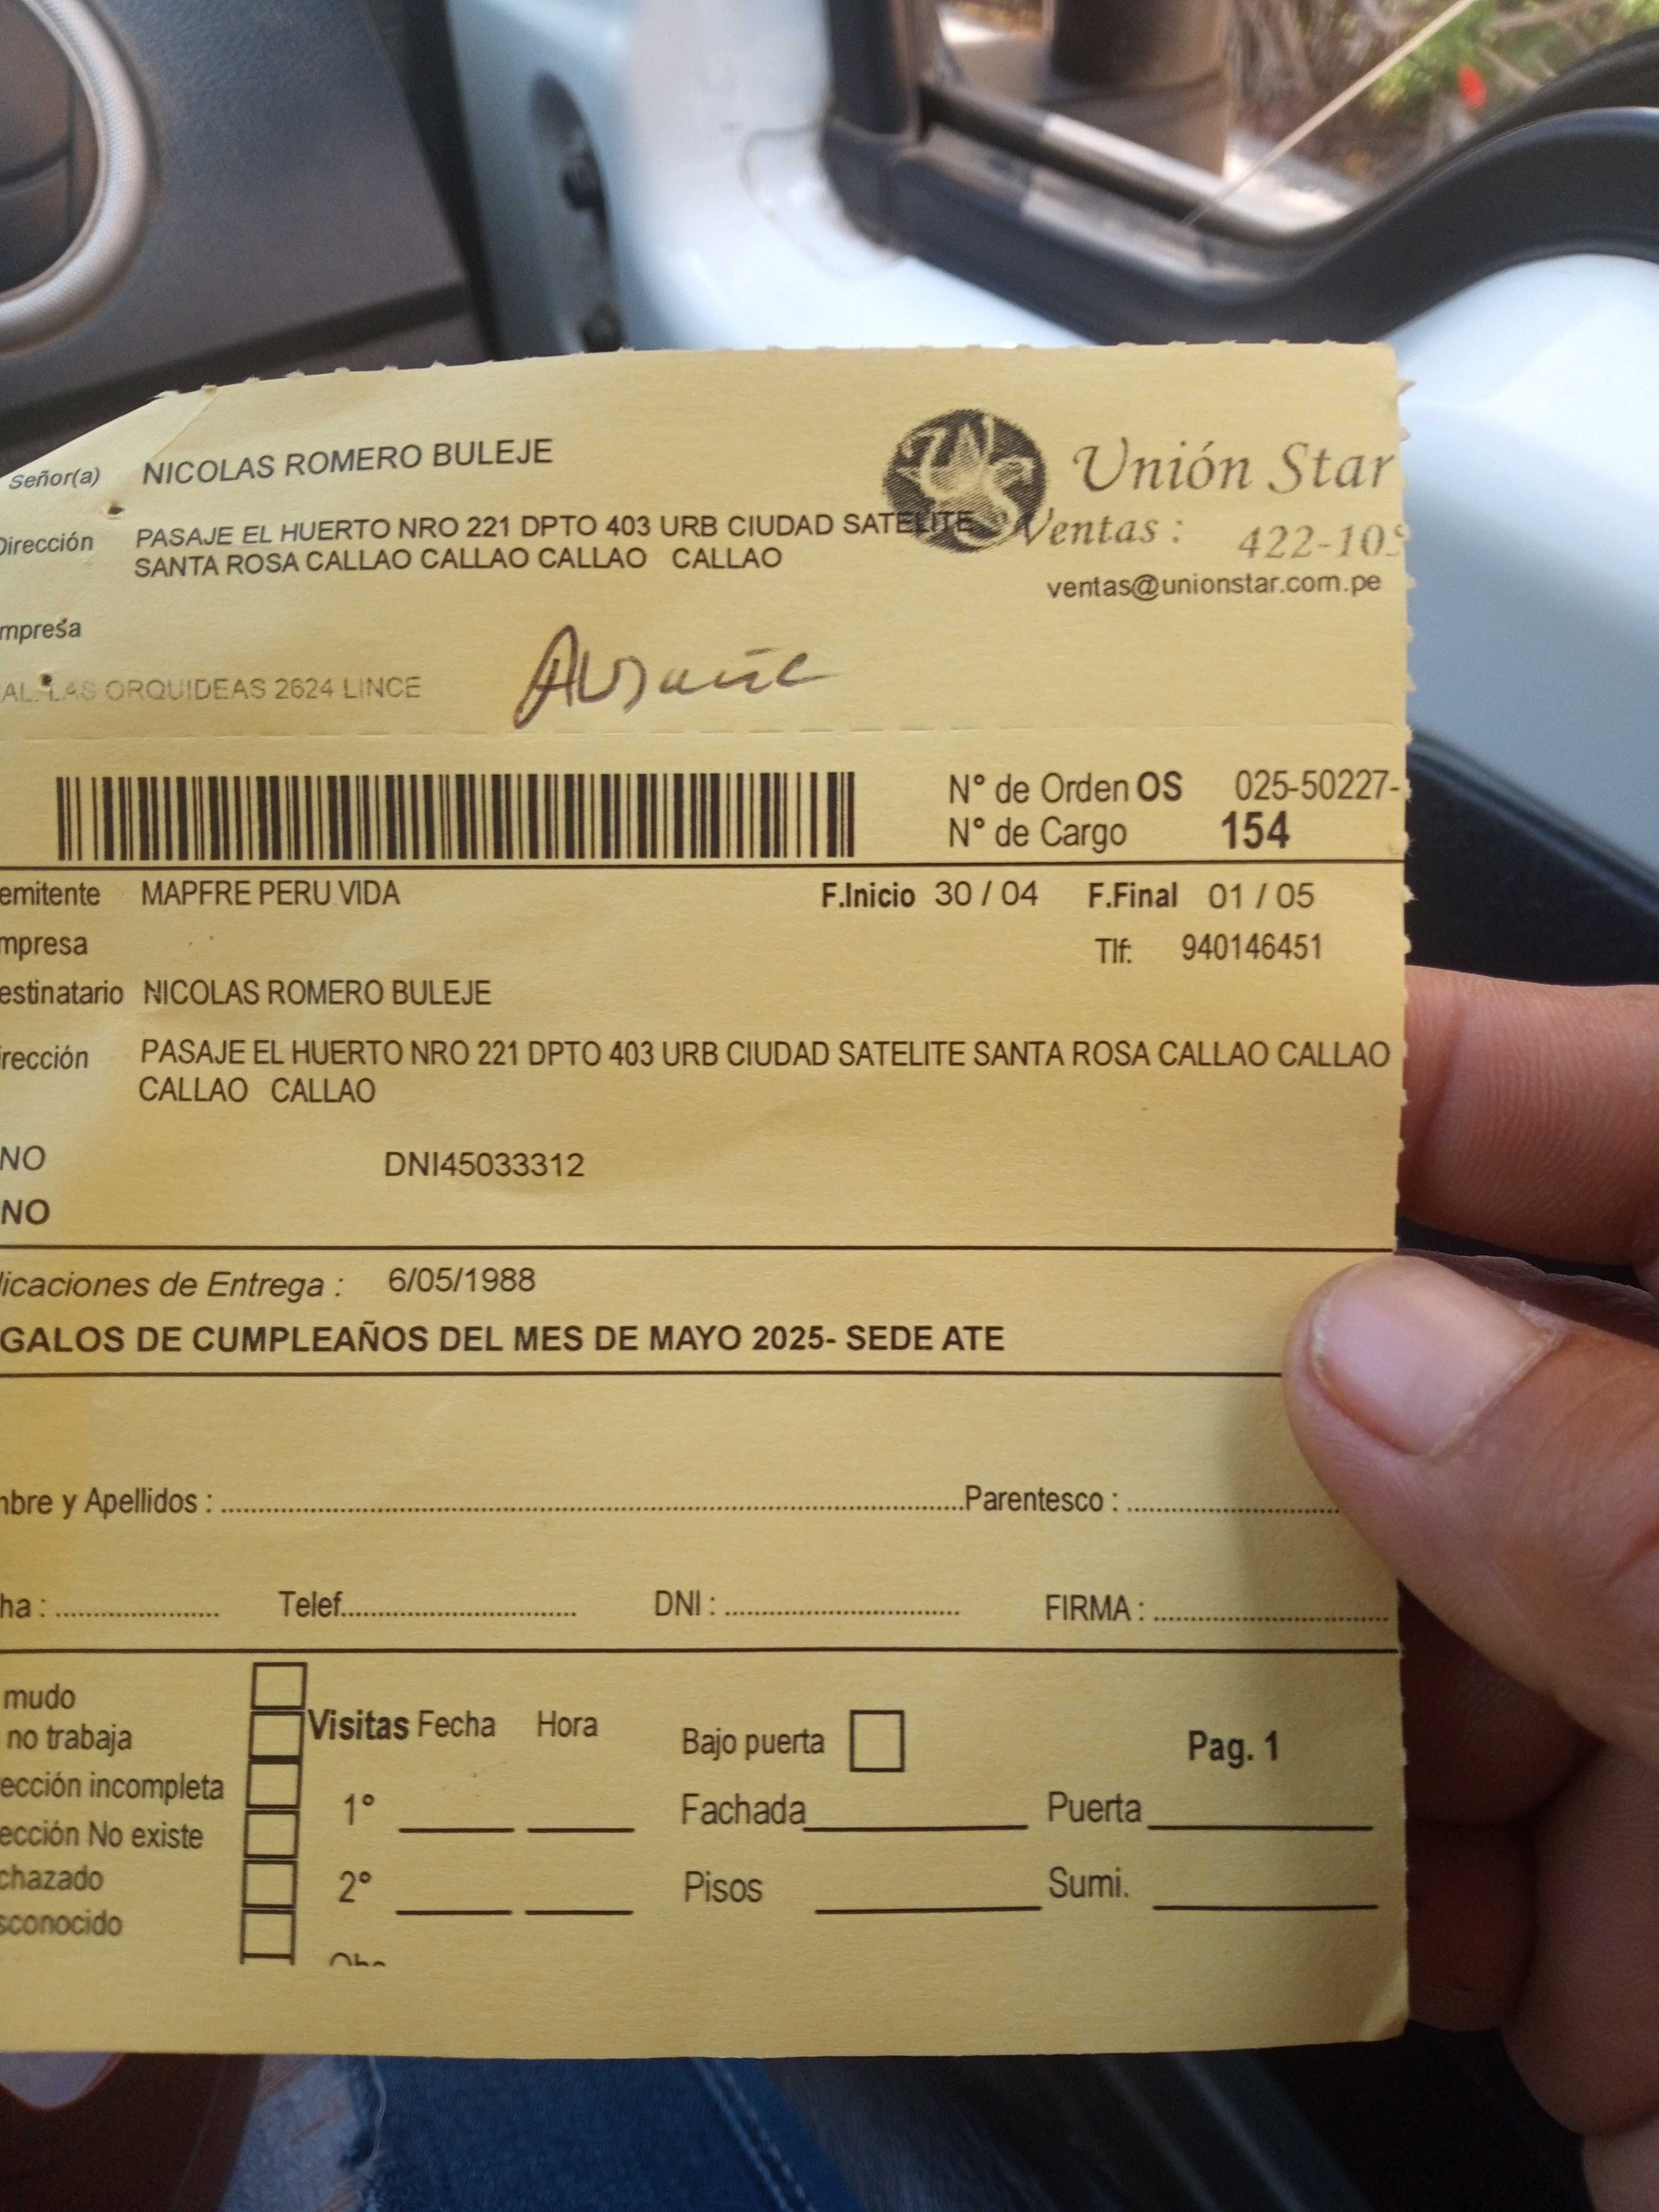 Señor(a) NICOLAS ROMERO BULEJE
Unión Star
Dirección PASAJE EL HUERTO NRO 221 DPTO 403 URB CIUDAD SATELITE
SANTA ROSA CALLAO CALLAO CALLAO CALLAO
Ventas : 422-10
ventas@unionstar.com.pe
mpresa
AL. LAS ORQUIDEAS 2624 LINCE
N° de Orden OS 025-50227-
N° de Cargo 154
emitente MAPFRE PERU VIDA F.Inicio 30 / 04 F.Final 01 / 05
mpresa Tlf: 940146451
estinatario NICOLAS ROMERO BULEJE
irección PASAJE EL HUERTO NRO 221 DPTO 403 URB CIUDAD SATELITE SANTA ROSA CALLAO CALLAO
CALLAO CALLAO
NO DNI45033312
NO
licaciones de Entrega : 6/05/1988
GALOS DE CUMPLEAÑOS DEL MES DE MAYO 2025- SEDE ATE
mbre y Apellidos : Parentesco :
ha : Telef. DNI : FIRMA :
mudo
no trabaja
Visitas Fecha Hora Bajo puerta Pag. 1
ección incompleta
1° Fachada Puerta
ección No existe
chazado
2° Pisos Sumi.
sconocido